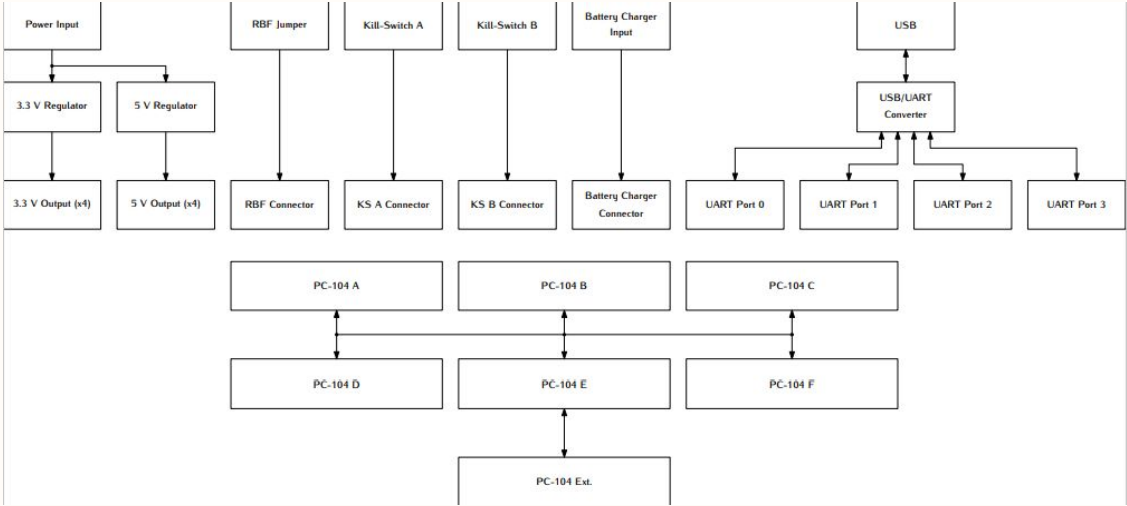 Power Input
RBF Jumper
Kill-Switch A
Kill-Switch B
Battery Charger
Input
USB
3.3 V Regulator
5 V Regulator
USB/UART
Converter
3.3 V Output (x4)
5 V Output (x4)
RBF Connector
KS A Connector
KS B Connector
Battery Charger
Connector
UART Port 0
UART Port 1
UART Port 2
UART Port 3
PC-104 A
PC-104 B
PC-104 C
PC-104 D
PC-104 E
PC-104 F
PC-104 Ext.